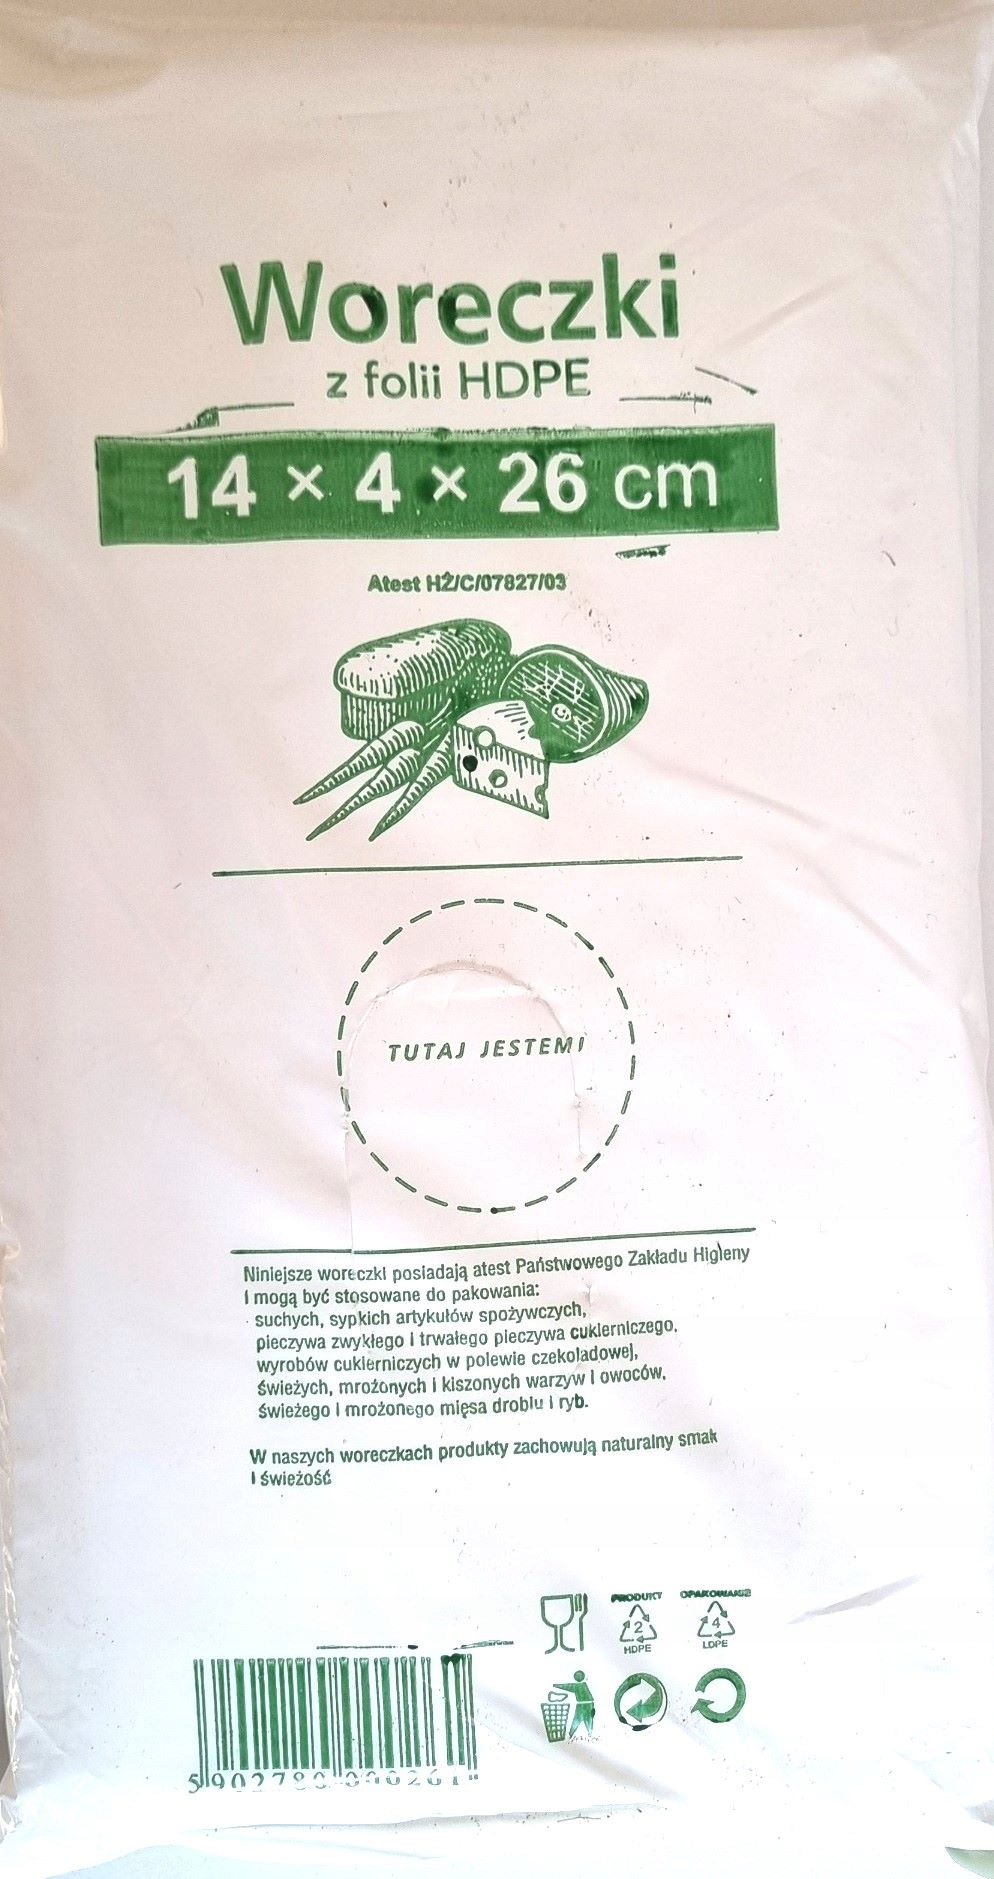 Woreczki
z folii HDPE
14 × 4 × 26 cm
Atest HŻ/C/07827/03
TUTAJ JESTEM!
Niniejsze woreczki posiadają atest Państwowego Zakładu Higieny
i mogą być stosowane do pakowania:
suchych, sypkich artykułów spożywczych,
pieczywa zwykłego i trwałego pieczywa cukierniczego,
wyrobów cukierniczych w polewie czekoladowej,
świeżych, mrożonych i kiszonych warzyw i owoców,
świeżego i mrożonego mięsa drobiu i ryb.
W naszych woreczkach produkty zachowują naturalny smak
i świeżość
PRODUKT OPAKOWANIE
2 4
HDPE LDPE
5 902780 000261